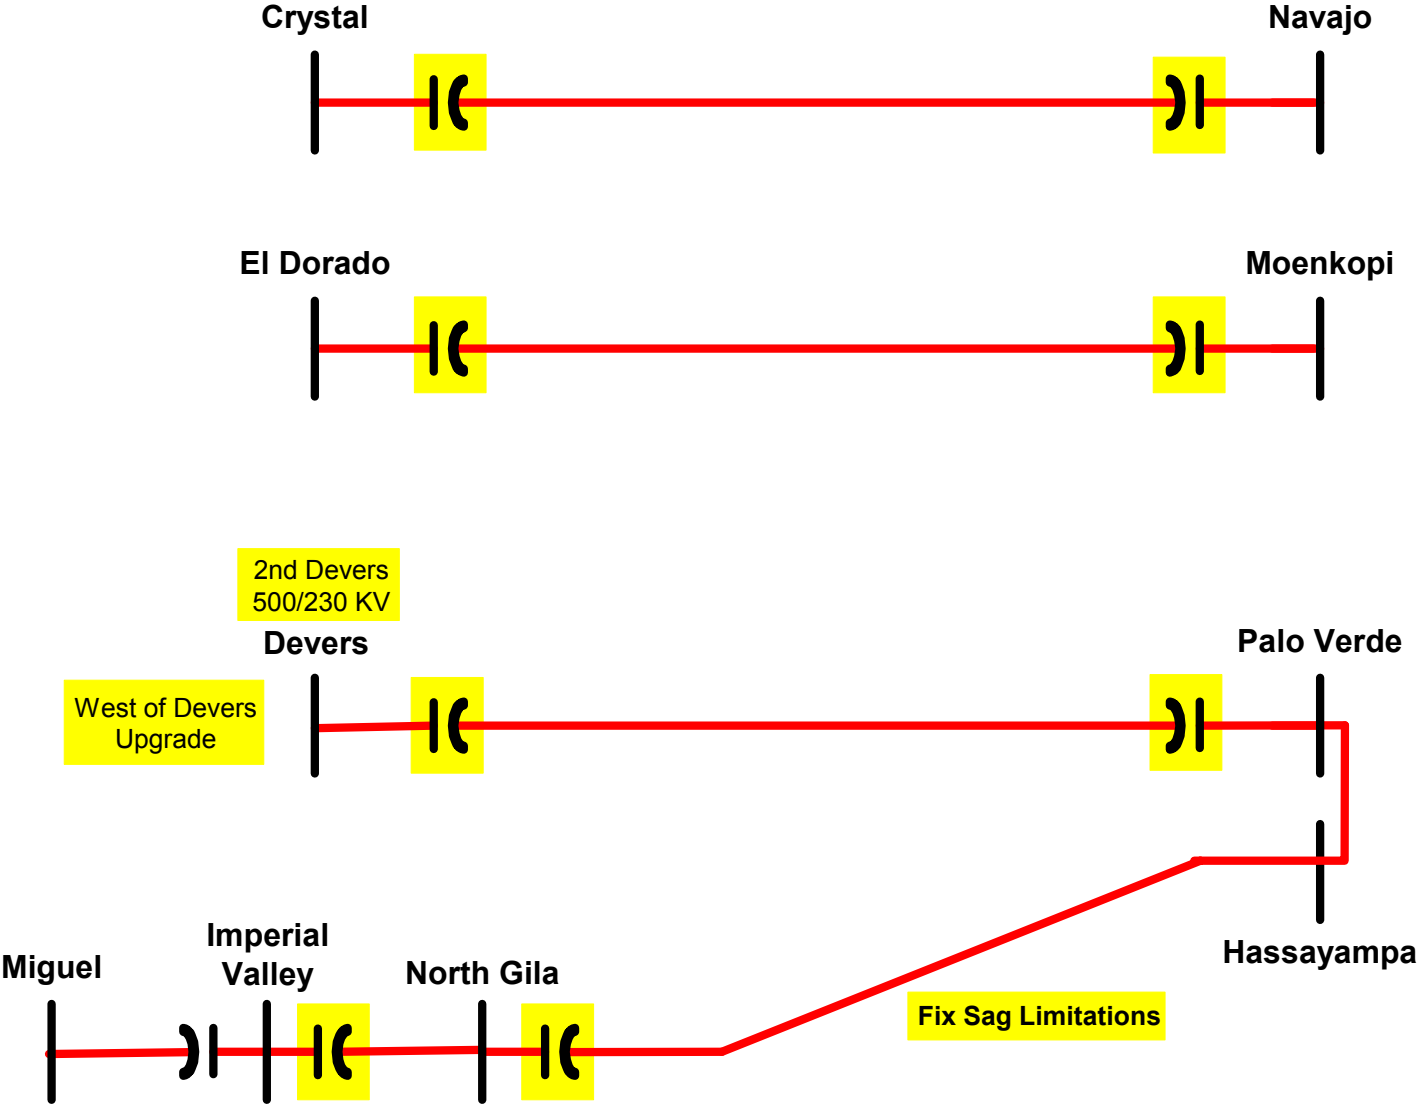 Crystal
Navajo
El Dorado
Moenkopi
2nd Devers
500/230 KV
Devers
Palo Verde
West of Devers
Upgrade
Imperial
Valley
Miguel
North Gila
Hassayampa
Fix Sag Limitations